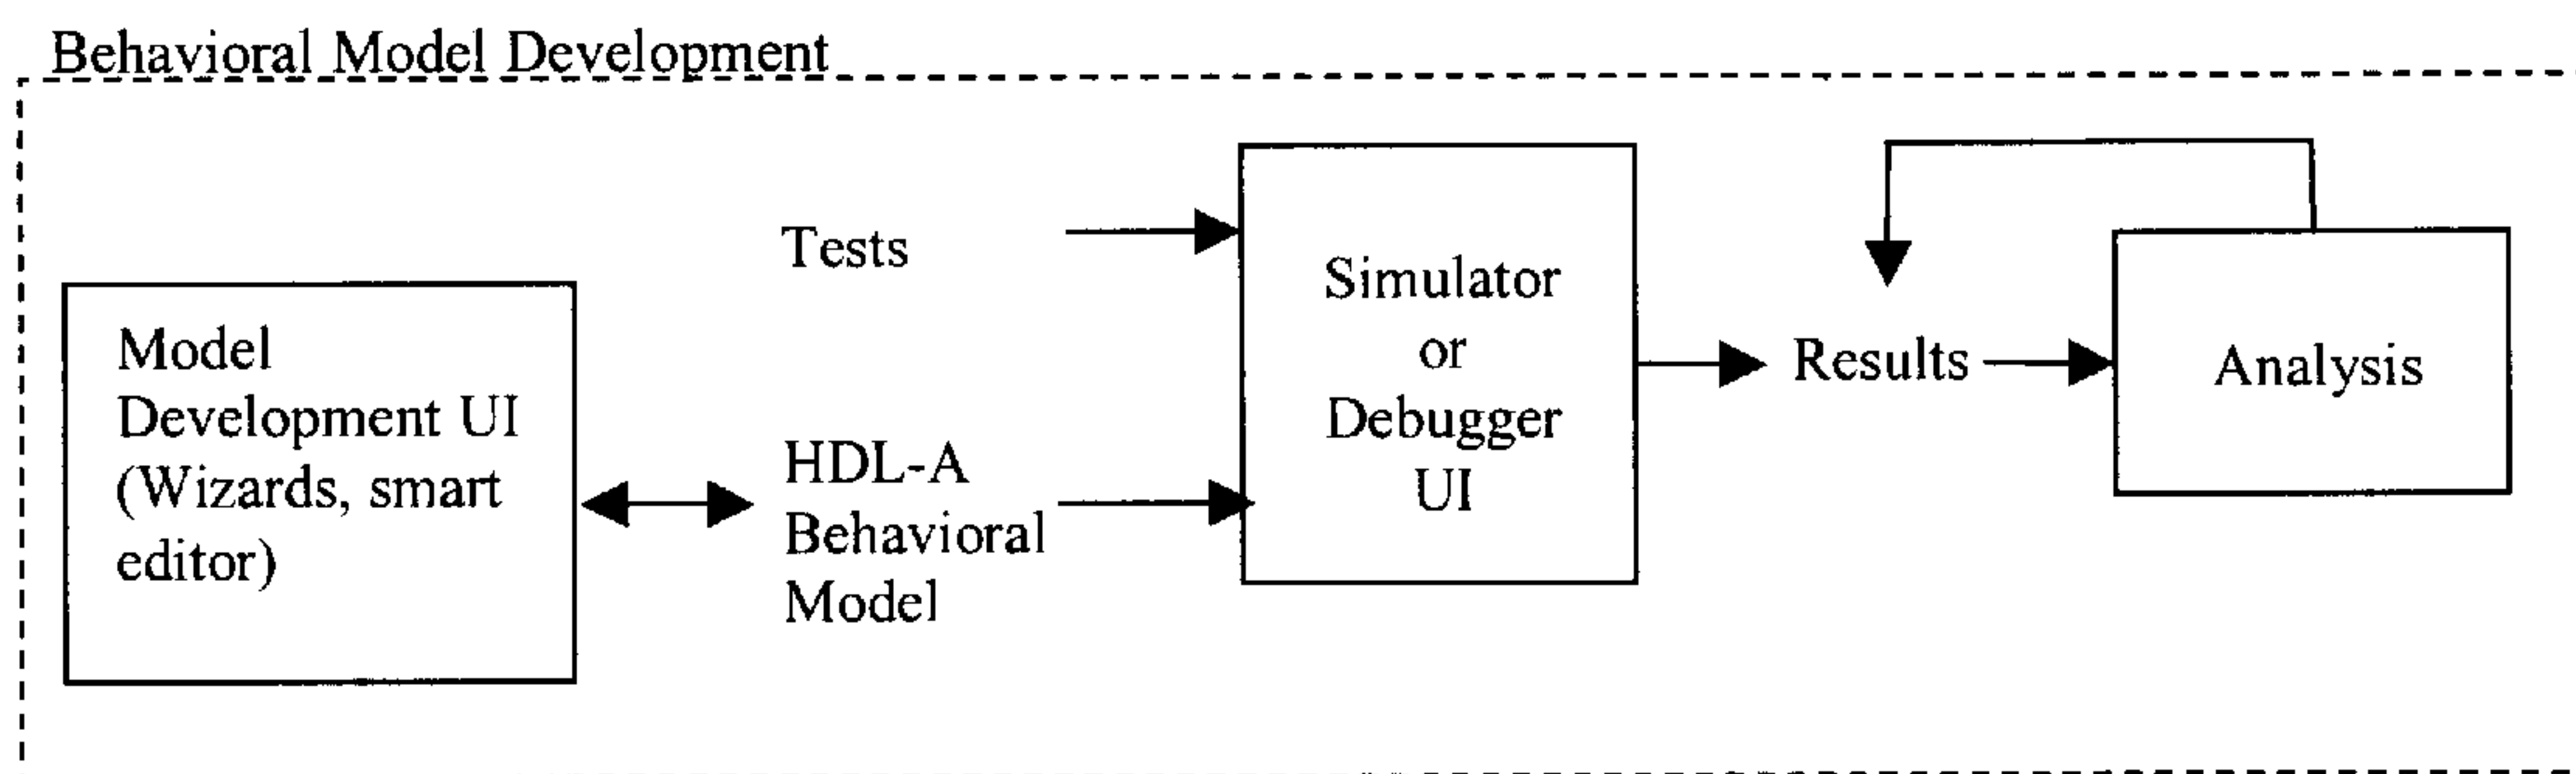 Behavioral Model Development
Model
Development UI
(Wizards, smart
editor)
Tests
HDL-A
Behavioral
Model
Simulator
or
Debugger
UI
Results
Analysis